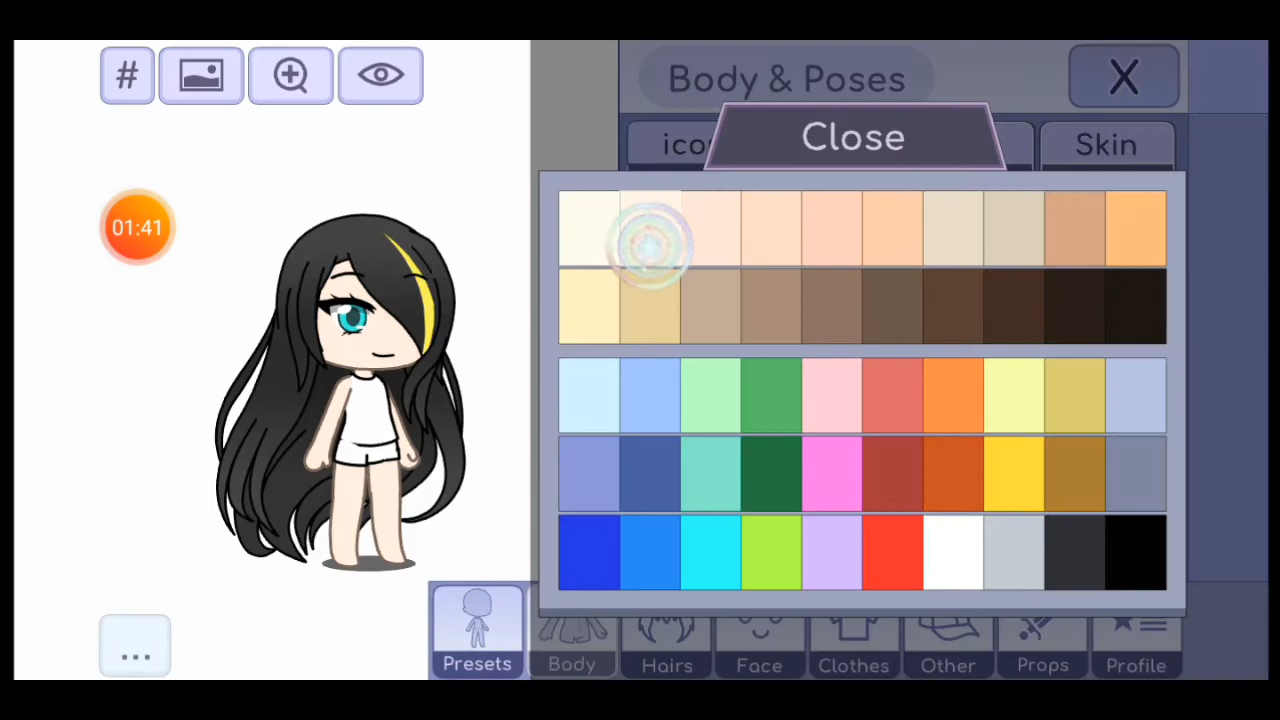 #
Body & Poses
X
Close
Skin
01:41
...
Presets
Body
Hairs
Face
Clothes
Other
Props
Profile